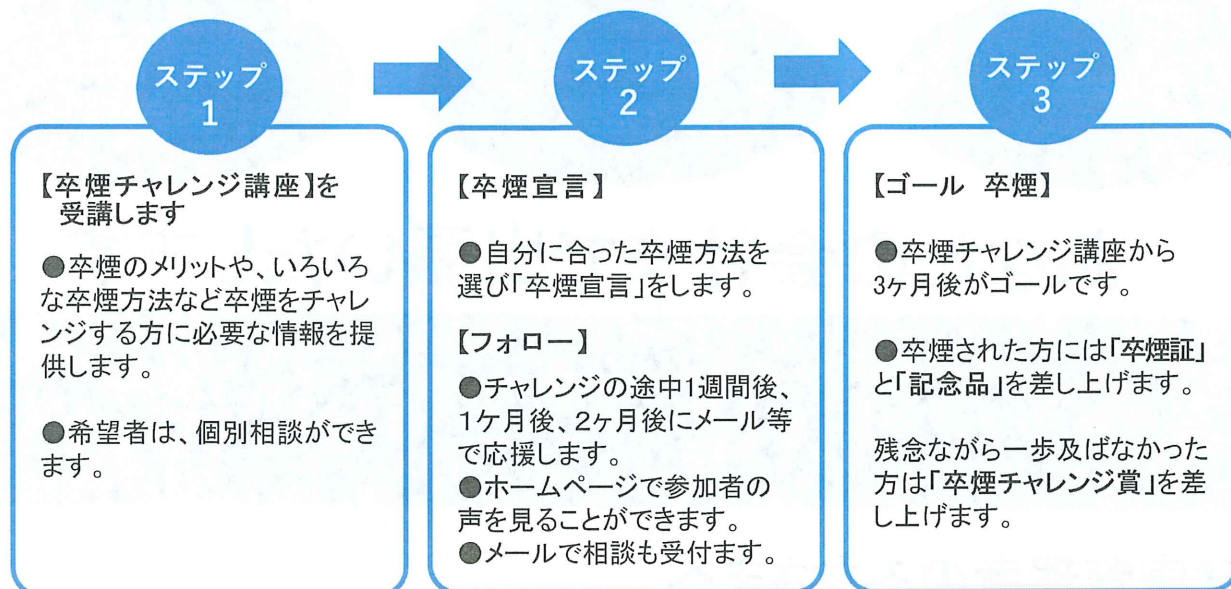 ステップ
1
【卒煙チャレンジ講座】を
受講します
●卒煙のメリットや、いろいろ
な卒煙方法など卒煙をチャレ
ンジする方に必要な情報を提
供します。
●希望者は、個別相談ができ
ます。
ステップ
2
【卒煙宣言】
●自分に合った卒煙方法を
選び「卒煙宣言」をします。
【フォロー】
●チャレンジの途中1週間後、
1ケ月後、2ヶ月後にメール等
で応援します。
●ホームページで参加者の
声を見ることができます。
●メールで相談も受付ます。
ステップ
3
【ゴール 卒煙】
●卒煙チャレンジ講座から
3ヶ月後がゴールです。
●卒煙された方には「卒煙証」
と「記念品」を差し上げます。
残念ながら一歩及ばなかった
方は「卒煙チャレンジ賞」を差
し上げます。